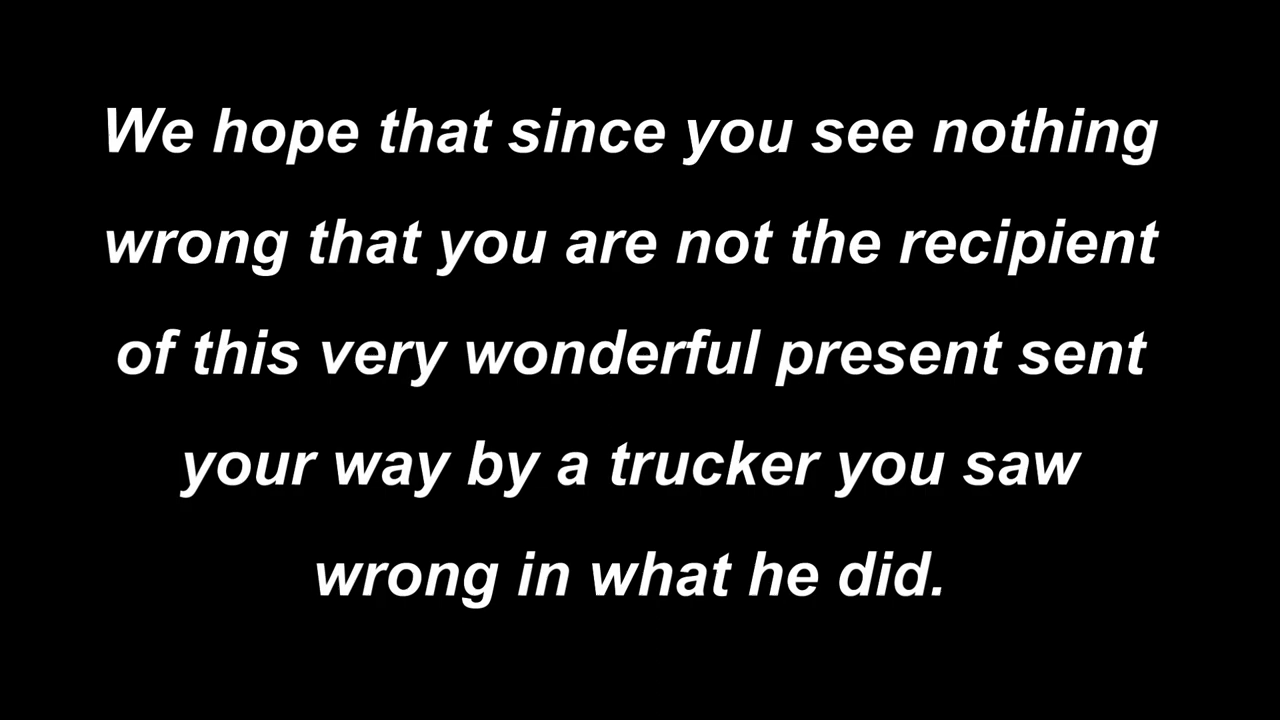 We hope that since you see nothing
wrong that you are not the recipient
of this very wonderful present sent
your way by a trucker you saw
wrong in what he did.